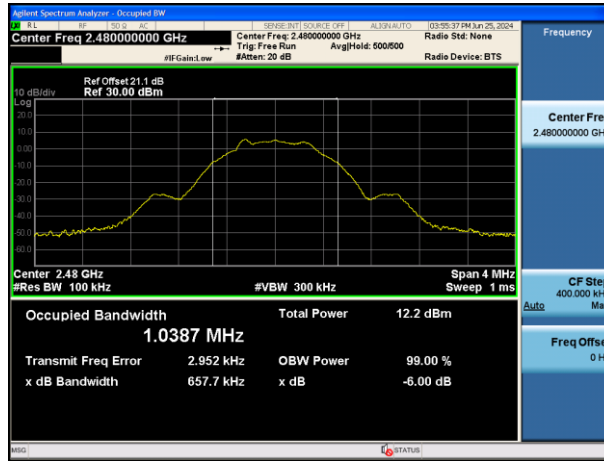 Agilent Spectrum Analyzer - Occupied BW
RL RF 50 Ω AC SENSE:INT SOURCE OFF ALIGNAUTO 03:55:37 PM Jun 25, 2024
Center Freq 2.480000000 GHz
Center Freq: 2.480000000 GHz
Radio Std: None
Trig: Free Run Avg|Hold: 500/500
#IFGain:Low #Atten: 20 dB Radio Device: BTS
Ref Offset 21.1 dB
10 dB/div Ref 30.00 dBm
Log
20.0
10.0
0.00
-10.0
-20.0
-30.0
-40.0
-50.0
-60.0
Center 2.48 GHz Span 4 MHz
#Res BW 100 kHz #VBW 300 kHz Sweep 1 ms
Occupied Bandwidth Total Power 12.2 dBm
1.0387 MHz
Transmit Freq Error 2.952 kHz OBW Power 99.00 %
x dB Bandwidth 657.7 kHz x dB -6.00 dB
MSG STATUS
Frequency
Center Fre
2.480000000 GH
CF Step
400.000 kH
Auto Ma
Freq Offse
0 H